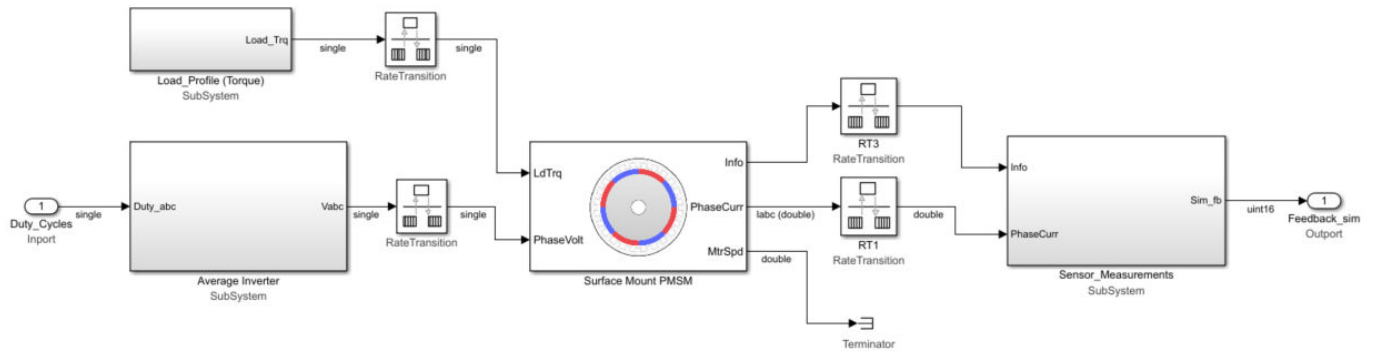 Load_Trq
single
single
RateTransition
Load_Profile (Torque)
SubSystem
1
Duty_Cycles
Inport
single
Duty_abc
Vabc
single
single
RateTransition
Average Inverter
SubSystem
LdTrq
PhaseVolt
Info
PhaseCurr
MtrSpd
Surface Mount PMSM
Iabc (double)
double
Terminator
RT3
RateTransition
RT1
RateTransition
double
Info
PhaseCurr
Sim_fb
Sensor_Measurements
SubSystem
uint16
1
Feedback_sim
Outport